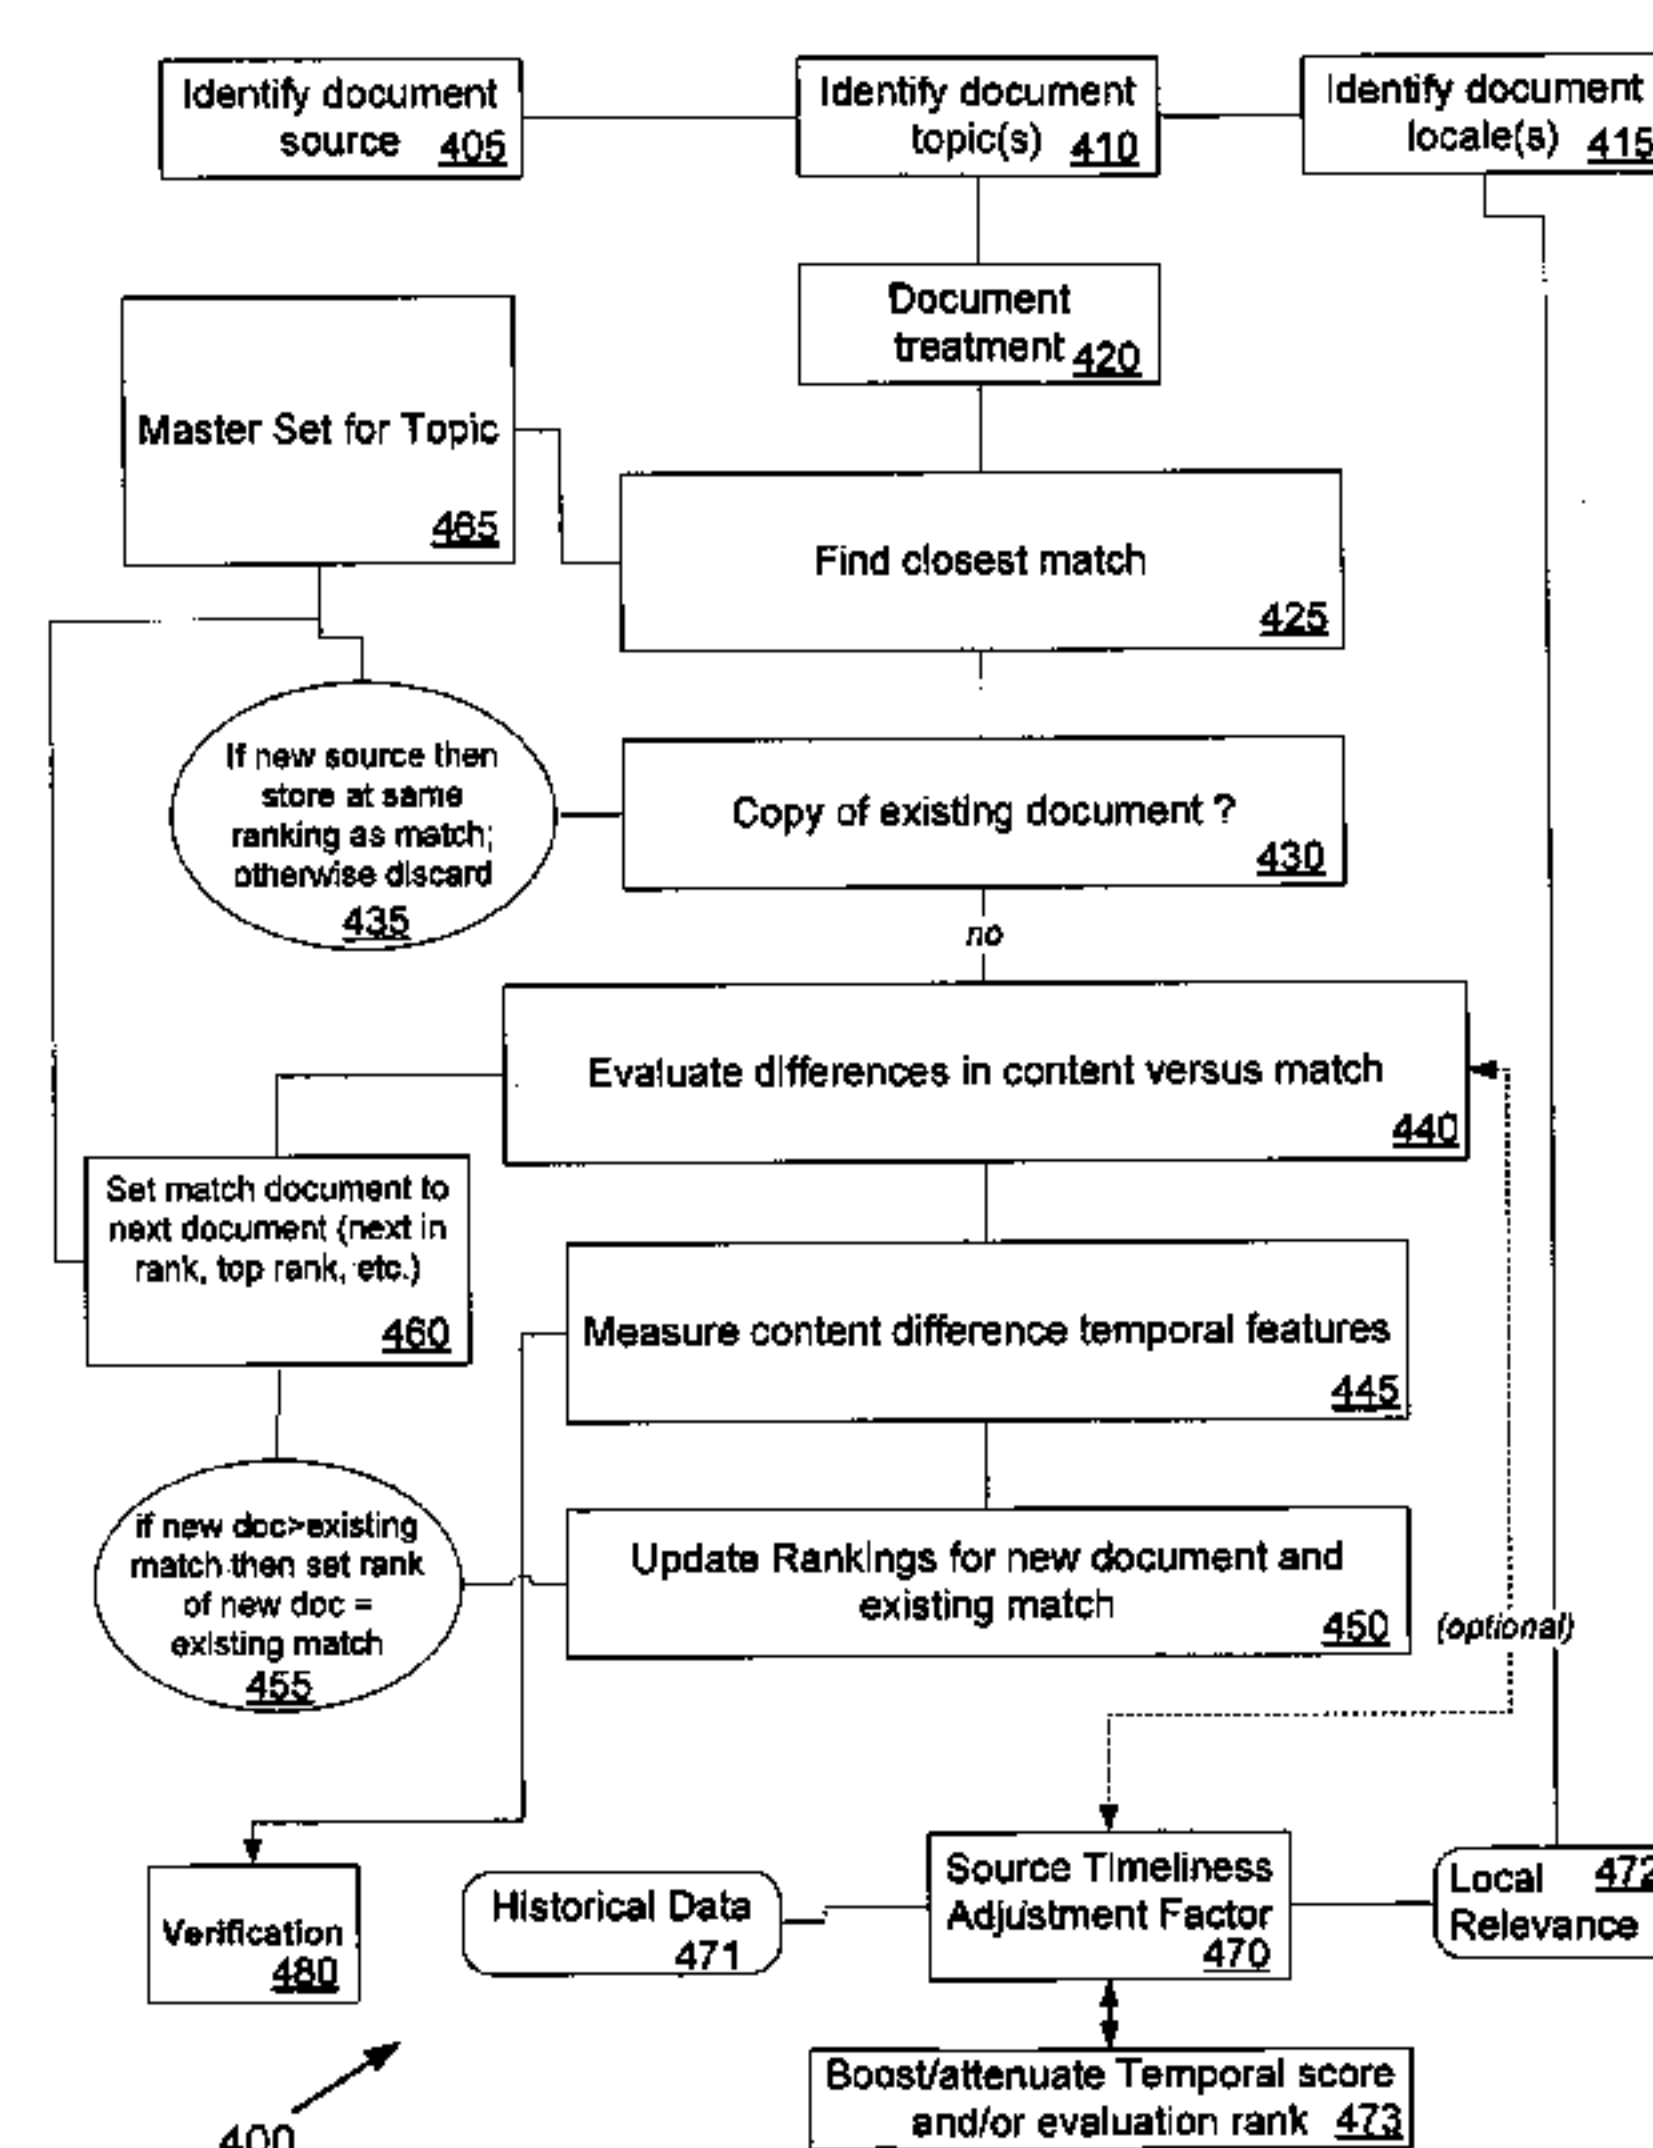 Identify document
source 405
Identify document
topic(s) 410
Identify document
locale(s) 415
Document
treatment 420
Master Set for Topic
465
Find closest match
425
If new source then
store at same
ranking as match;
otherwise discard
435
Copy of existing document ?
430
no
Evaluate differences in content versus match
440
Set match document to
next document (next in
rank, top rank, etc.)
460
Measure content difference temporal features
445
if new doc>existing
match then set rank
of new doc =
existing match
455
Update Rankings for new document and
existing match
450
(optional)
Source Timeliness
Adjustment Factor
470
Historical Data
471
Local 472
Relevance
Verification
480
Boost/attenuate Temporal score
and/or evaluation rank 473
400